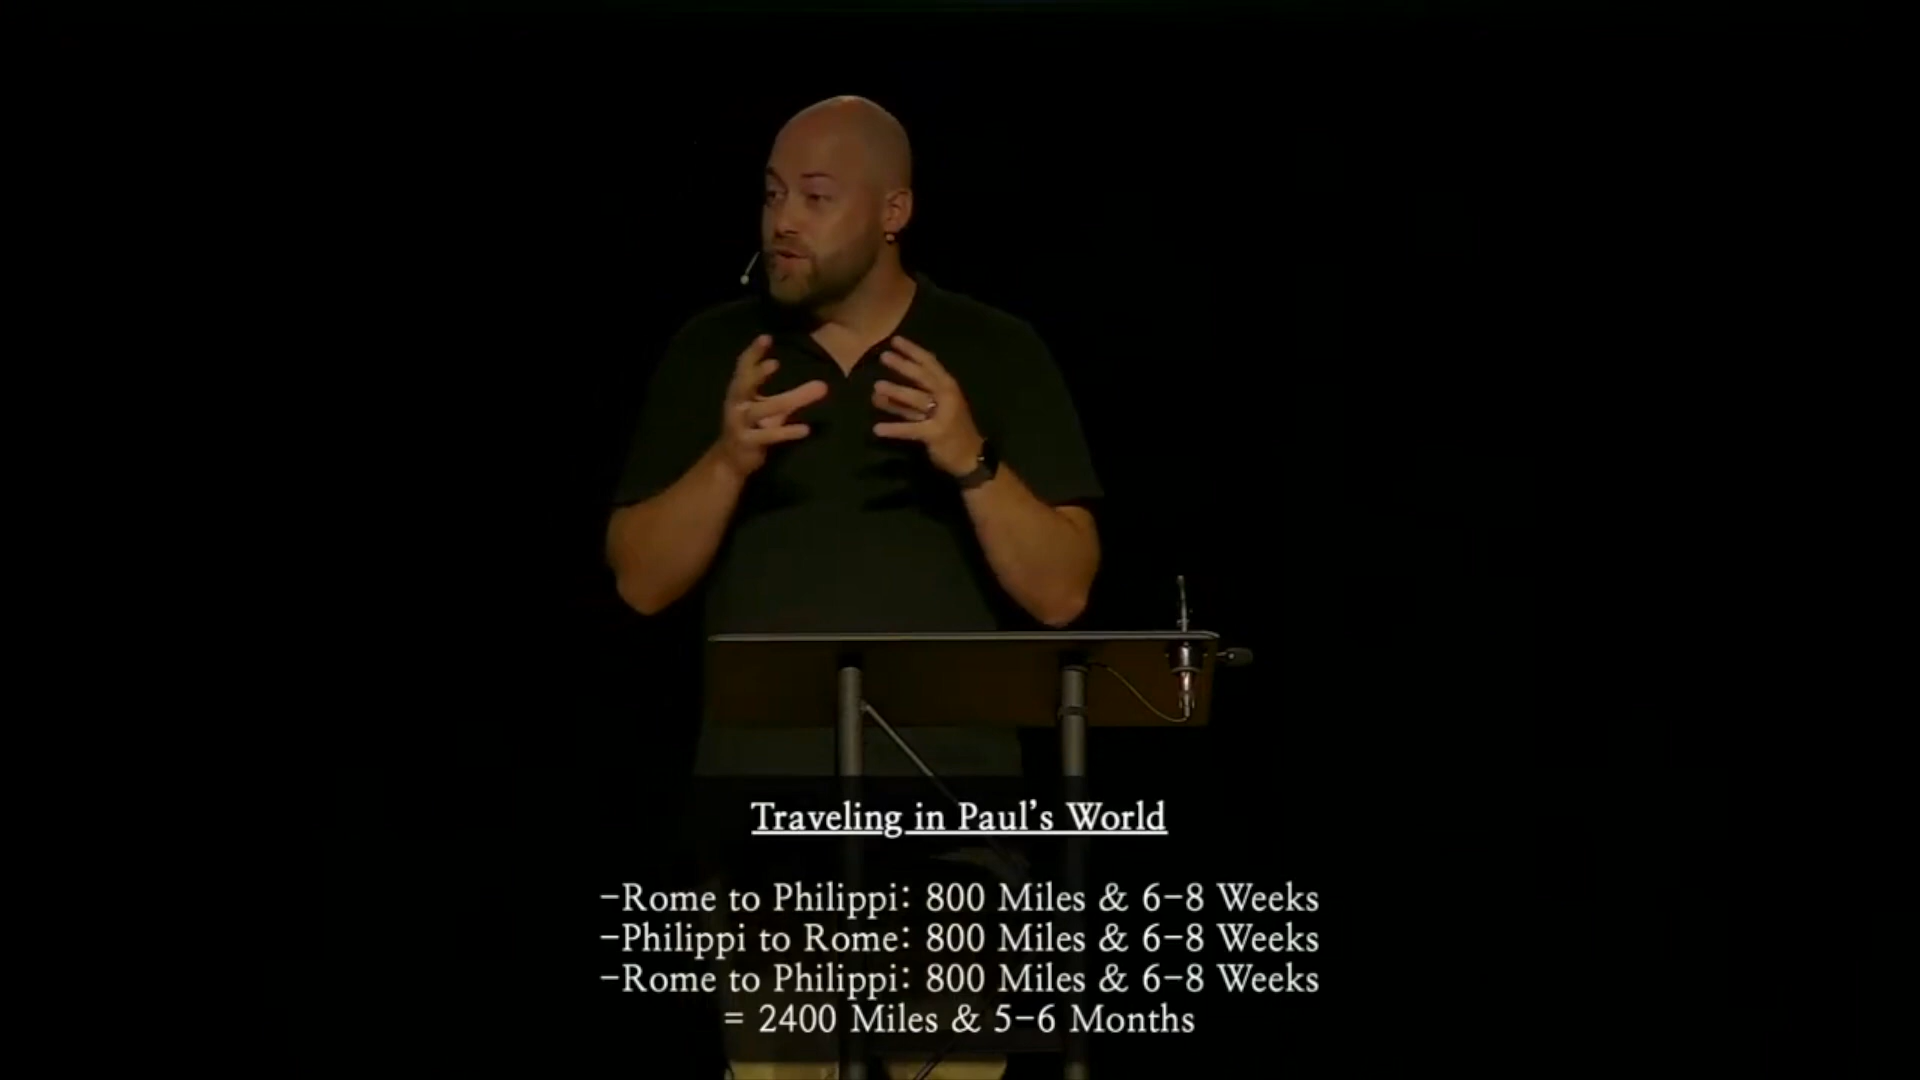 Traveling in Paul's World
-Rome to Philippi: 800 Miles & 6-8 Weeks
-Philippi to Rome: 800 Miles & 6-8 Weeks
-Rome to Philippi: 800 Miles & 6-8 Weeks
= 2400 Miles & 5-6 Months